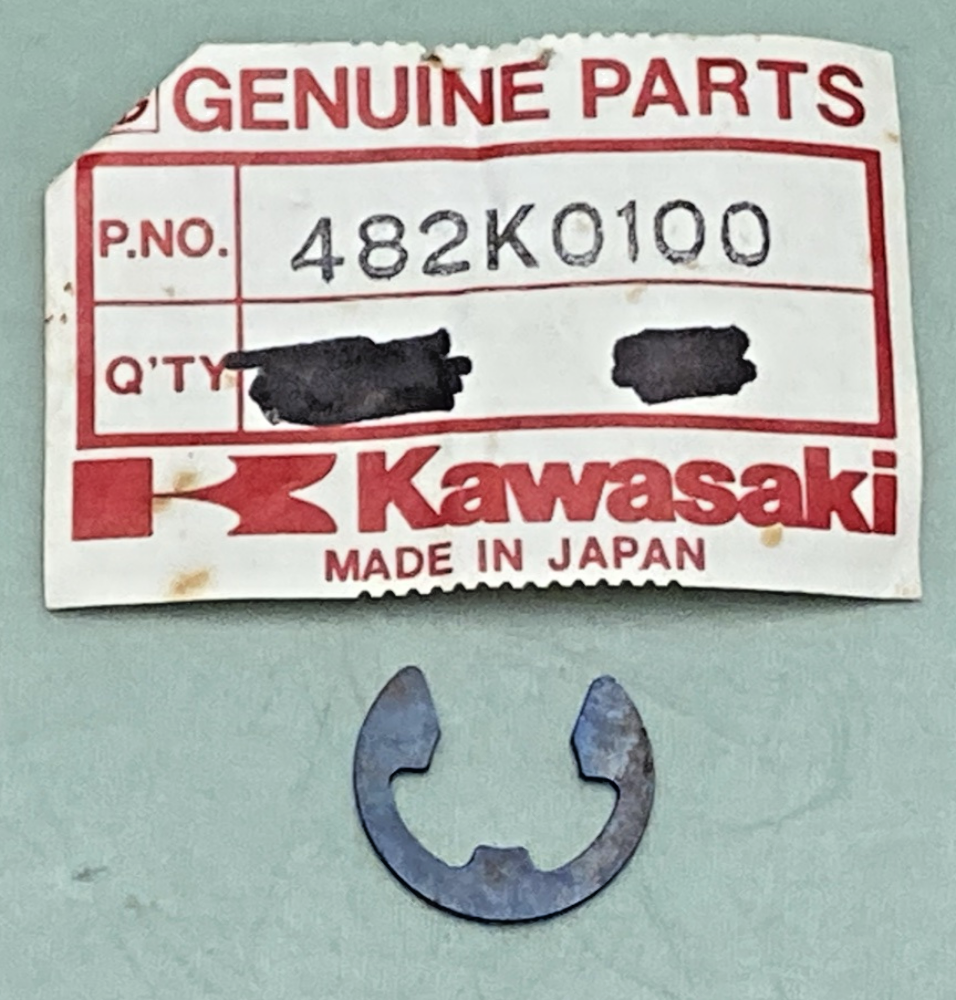 GENUINE PARTS
P.NO. 482K0100
Q'TY
Kawasaki
MADE IN JAPAN